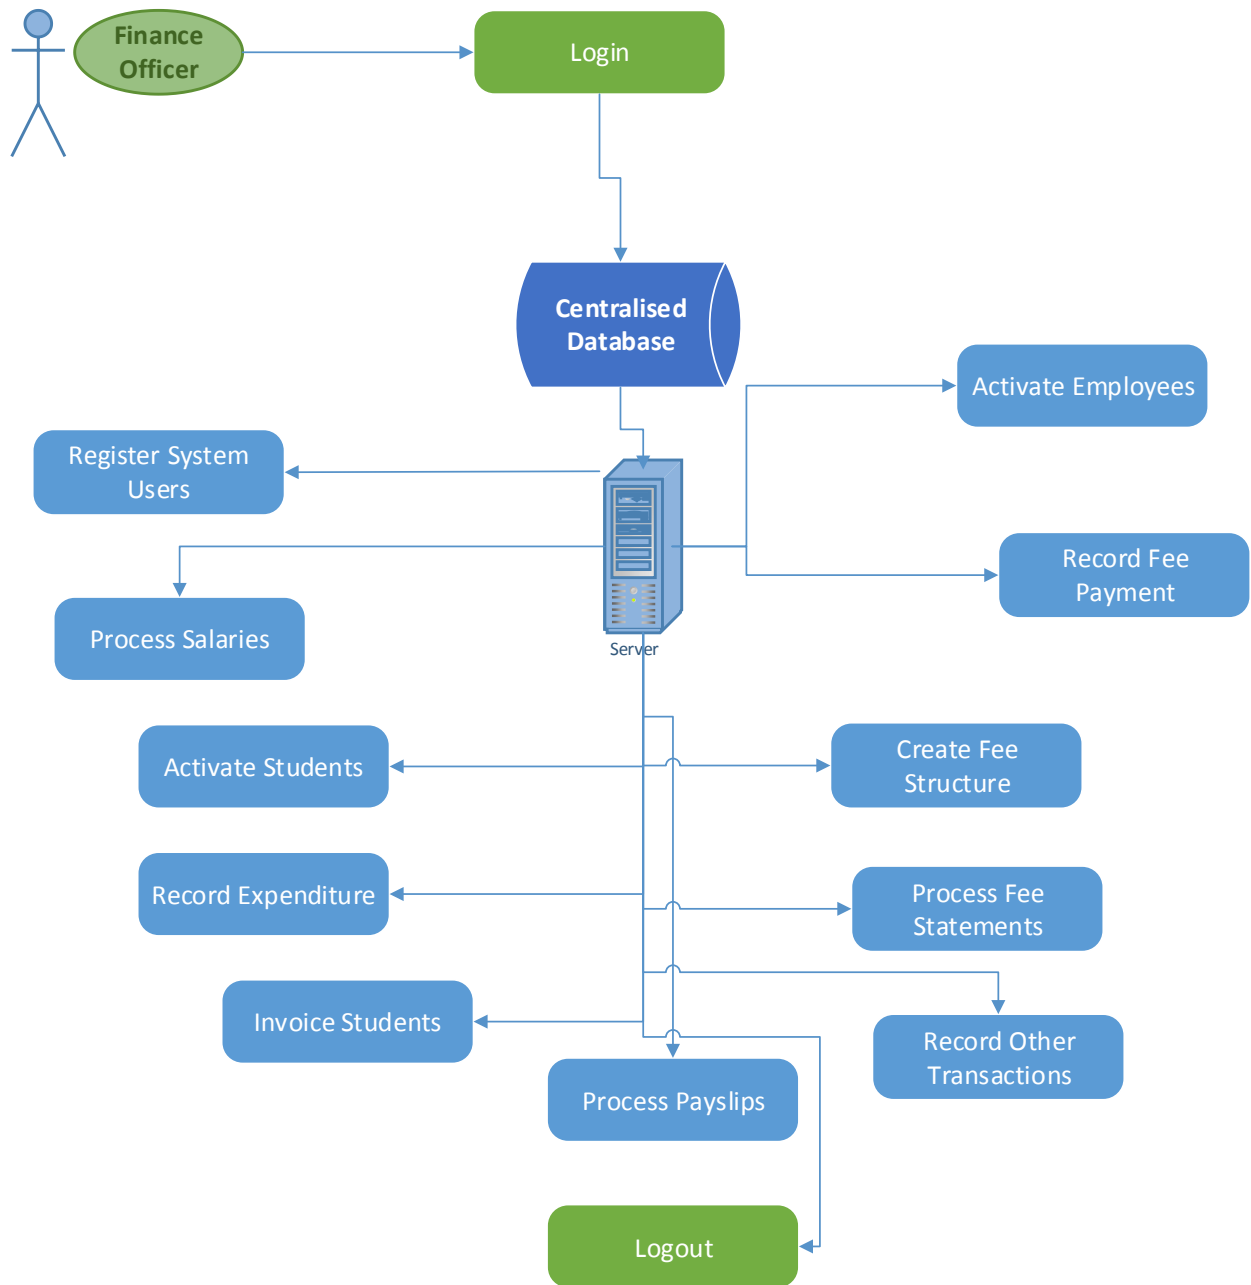 Finance
Officer
Login
Centralised
Database
Activate Employees
Register System
Users
Record Fee
Payment
Process Salaries
Server
Activate Students
Create Fee
Structure
Record Expenditure
Process Fee
Statements
Invoice Students
Record Other
Transactions
Process Payslips
Logout